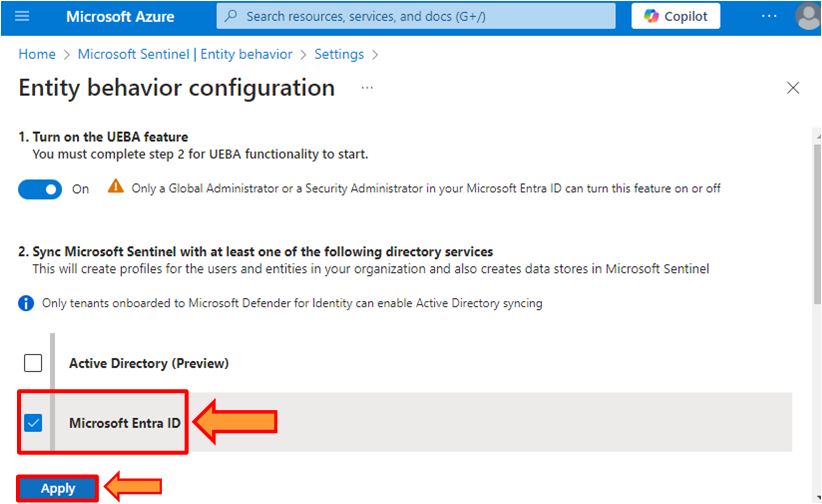 Microsoft Azure
Search resources, services, and docs (G+/)
Copilot
...
Home > Microsoft Sentinel | Entity behavior > Settings >
Entity behavior configuration ...
1. Turn on the UEBA feature
You must complete step 2 for UEBA functionality to start.
On
Only a Global Administrator or a Security Administrator in your Microsoft Entra ID can turn this feature on or off
2. Sync Microsoft Sentinel with at least one of the following directory services
This will create profiles for the users and entities in your organization and also creates data stores in Microsoft Sentinel
Only tenants onboarded to Microsoft Defender for Identity can enable Active Directory syncing
Active Directory (Preview)
Microsoft Entra ID
Apply